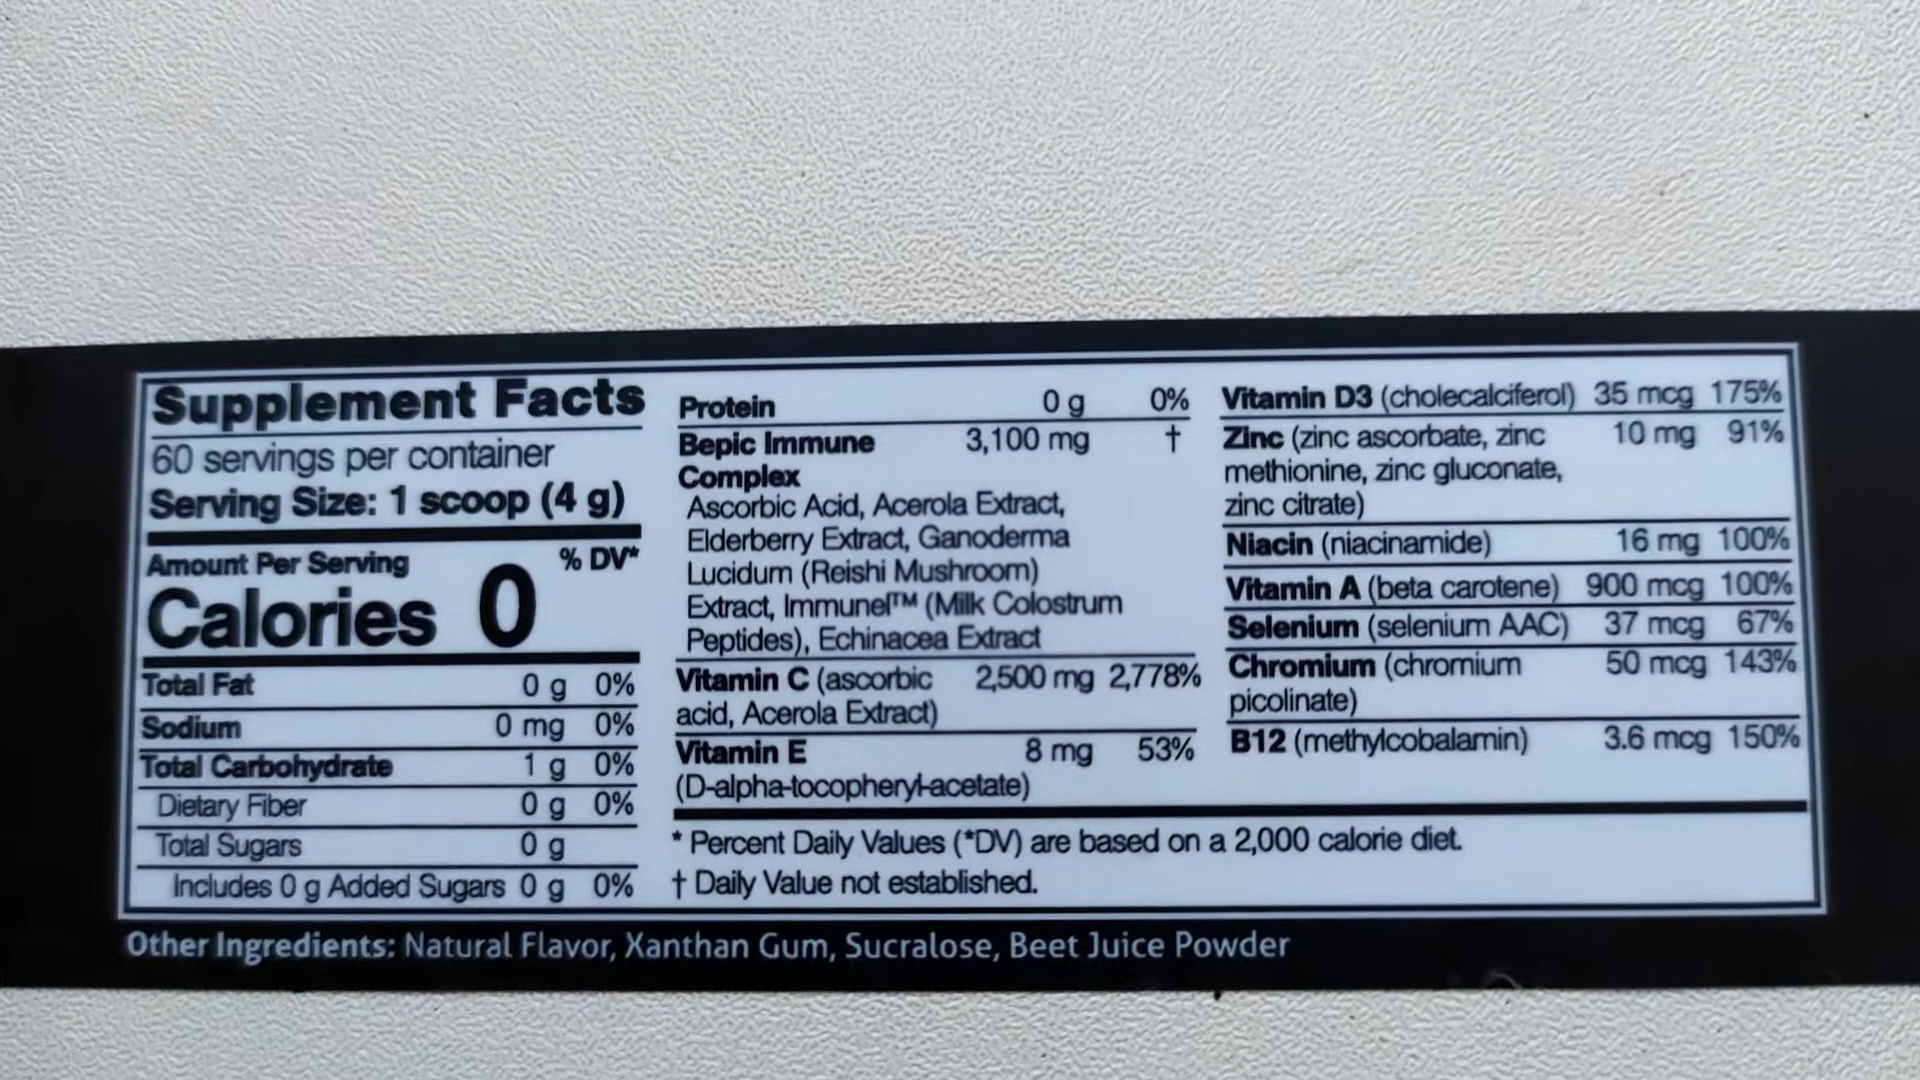 Supplement Facts
60 servings per container
Serving Size: 1 scoop (4 g)
Amount Per Serving % DV*
Calories 0
Total Fat 0 g 0%
Sodium 0 mg 0%
Total Carbohydrate 1 g 0%
Dietary Fiber 0 g 0%
Total Sugars 0 g
Includes 0 g Added Sugars 0 g 0%
Protein 0 g 0%
Bepic Immune 3,100 mg †
Complex
Ascorbic Acid, Acerola Extract,
Elderberry Extract, Ganoderma
Lucidum (Reishi Mushroom)
Extract, Immunel™ (Milk Colostrum
Peptides), Echinacea Extract
Vitamin C (ascorbic 2,500 mg 2,778%
acid, Acerola Extract)
Vitamin E 8 mg 53%
(D-alpha-tocopheryl-acetate)
Vitamin D3 (cholecalciferol) 35 mcg 175%
Zinc (zinc ascorbate, zinc 10 mg 91%
methionine, zinc gluconate,
zinc citrate)
Niacin (niacinamide) 16 mg 100%
Vitamin A (beta carotene) 900 mcg 100%
Selenium (selenium AAC) 37 mcg 67%
Chromium (chromium 50 mcg 143%
picolinate)
B12 (methylcobalamin) 3.6 mcg 150%
* Percent Daily Values (*DV) are based on a 2,000 calorie diet.
† Daily Value not established.
Other Ingredients: Natural Flavor, Xanthan Gum, Sucralose, Beet Juice Powder